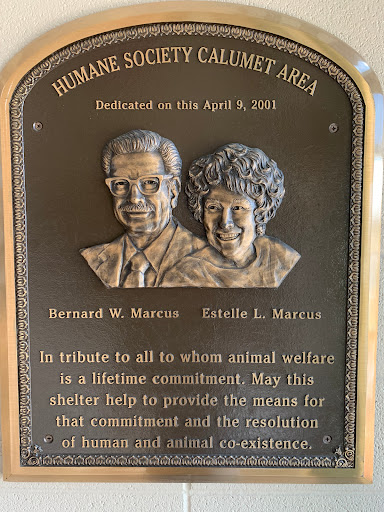 HUMANE SOCIETY CALUMET AREA
Dedicated on this April 9, 2001
Bernard W. Marcus Estelle L. Marcus
In tribute to all to whom animal welfare
is a lifetime commitment. May this
shelter help to provide the means for
that commitment and the resolution
of human and animal co-existence.